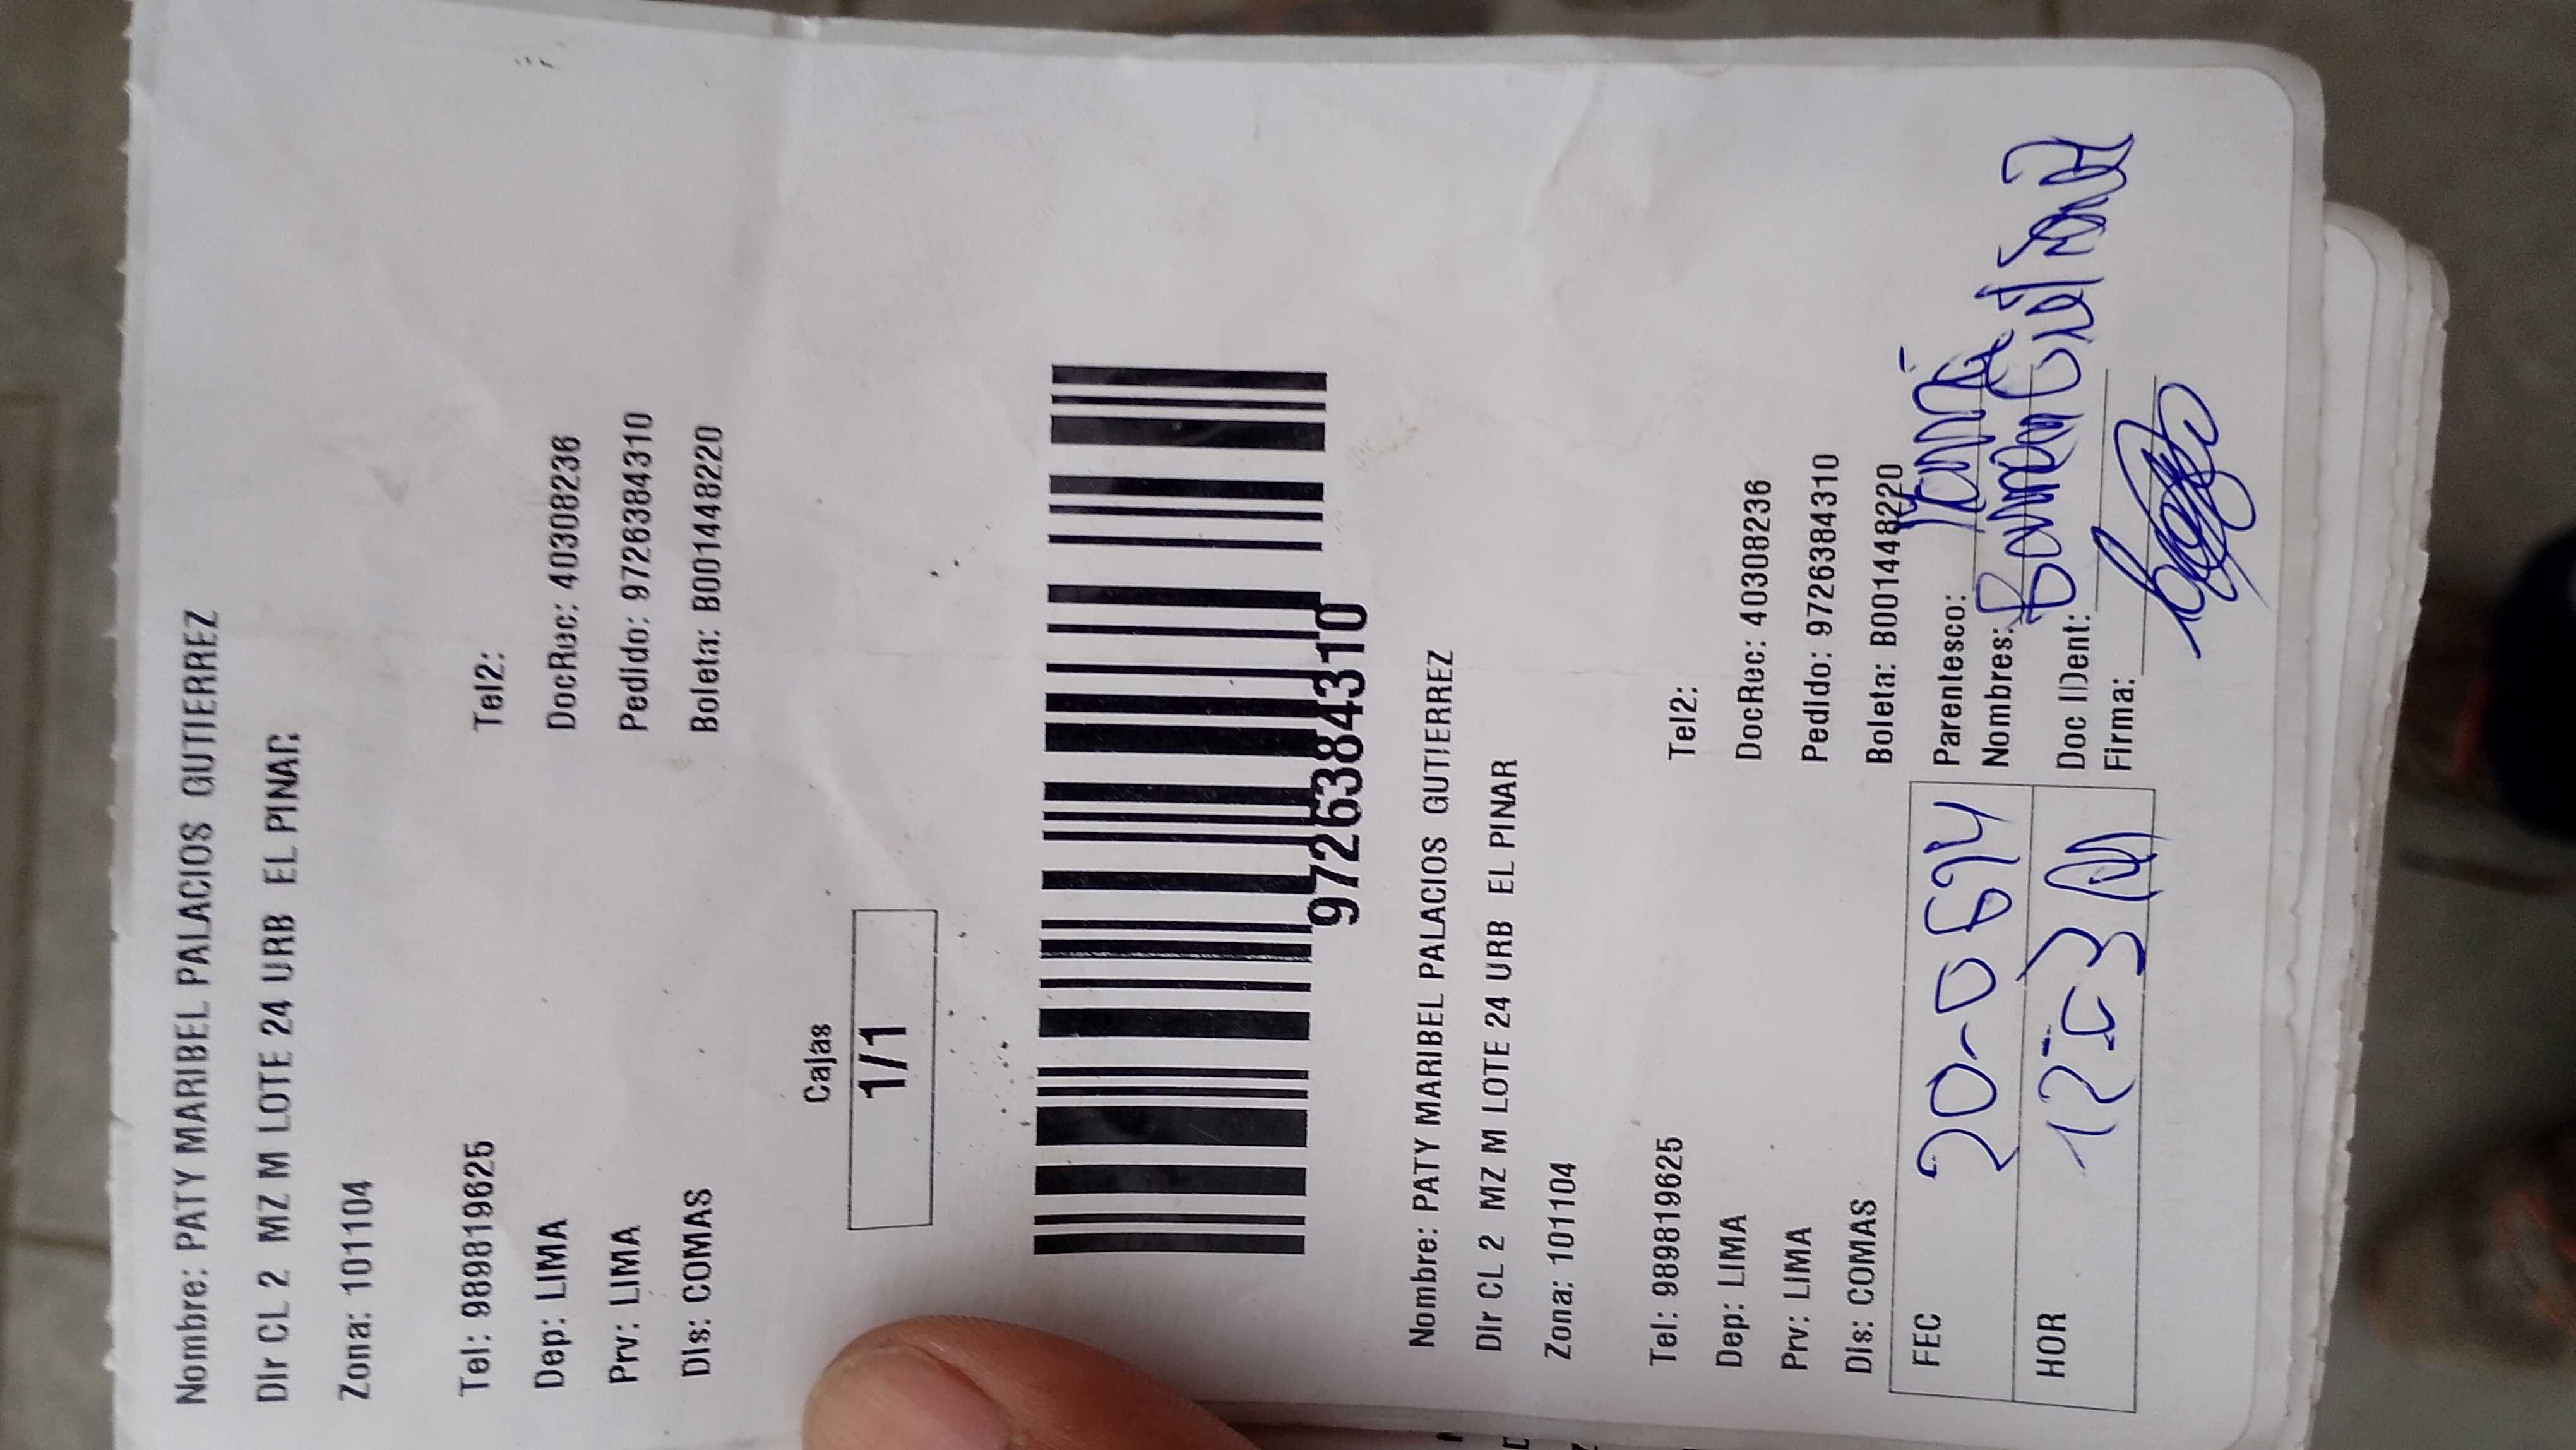 Nombre: PATY MARIBEL PALACIOS GUTIERREZ
Dir CL 2 MZ M LOTE 24 URB EL PINAR
Zona: 101104
Tel: 989819625 Tel2:
Dep: LIMA DocRec: 40308236
Prv: LIMA Pedido: 9726384310
Dis: COMAS Boleta: B001448220
Cajas
1/1
9726384310
Nombre: PATY MARIBEL PALACIOS GUTIERREZ
Dir CL 2 MZ M LOTE 24 URB EL PINAR
Zona: 101104
Tel: 989819625 Tel2:
Dep: LIMA DocRec: 40308236
Prv: LIMA Pedido: 9726384310
Dis: COMAS Boleta: B001448220
FEC Parentesco:
Nombres:
HOR Doc IDent:
Firma: